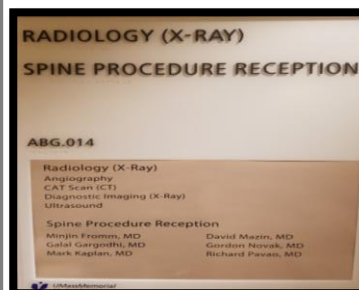 RADIOLOGY (X-RAY)
SPINE PROCEDURE RECEPTION
ABG.014
Radiology (X-Ray)
Angiography
CAT Scan (CT)
Diagnostic Imaging (X-Ray)
Ultrasound
Spine Procedure Reception
Minjin Fromm, MD David Mazin, MD
Galal Gargodhi, MD Gordon Novak, MD
Mark Kaplan, MD Richard Pavao, MD
UMassMemorial